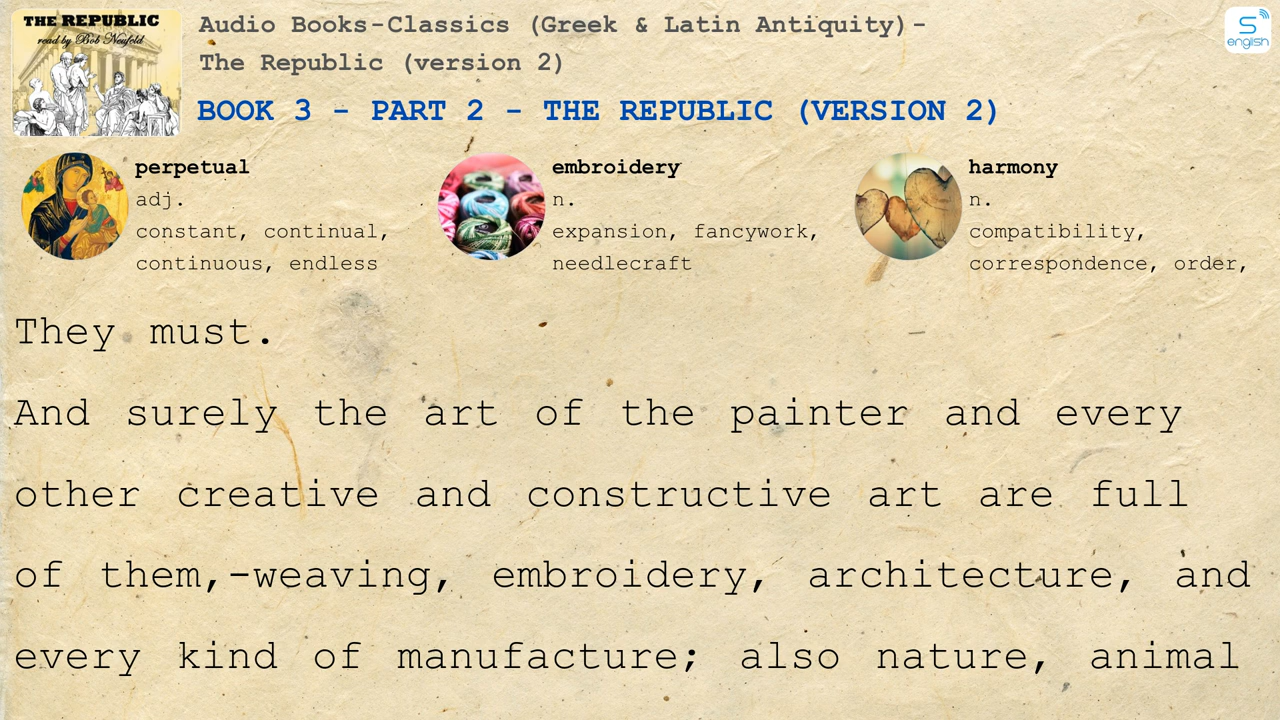 THE REPUBLIC
read by Bob Neufeld
Audio Books-Classics (Greek & Latin Antiquity)-
The Republic (version 2)
S
english
BOOK 3 - PART 2 - THE REPUBLIC (VERSION 2)
perpetual
adj.
constant, continual,
continuous, endless
embroidery
n.
expansion, fancywork,
needlecraft
harmony
n.
compatibility,
correspondence, order,
They must.
And surely the art of the painter and every
other creative and constructive art are full
of them,-weaving, embroidery, architecture, and
every kind of manufacture; also nature, animal